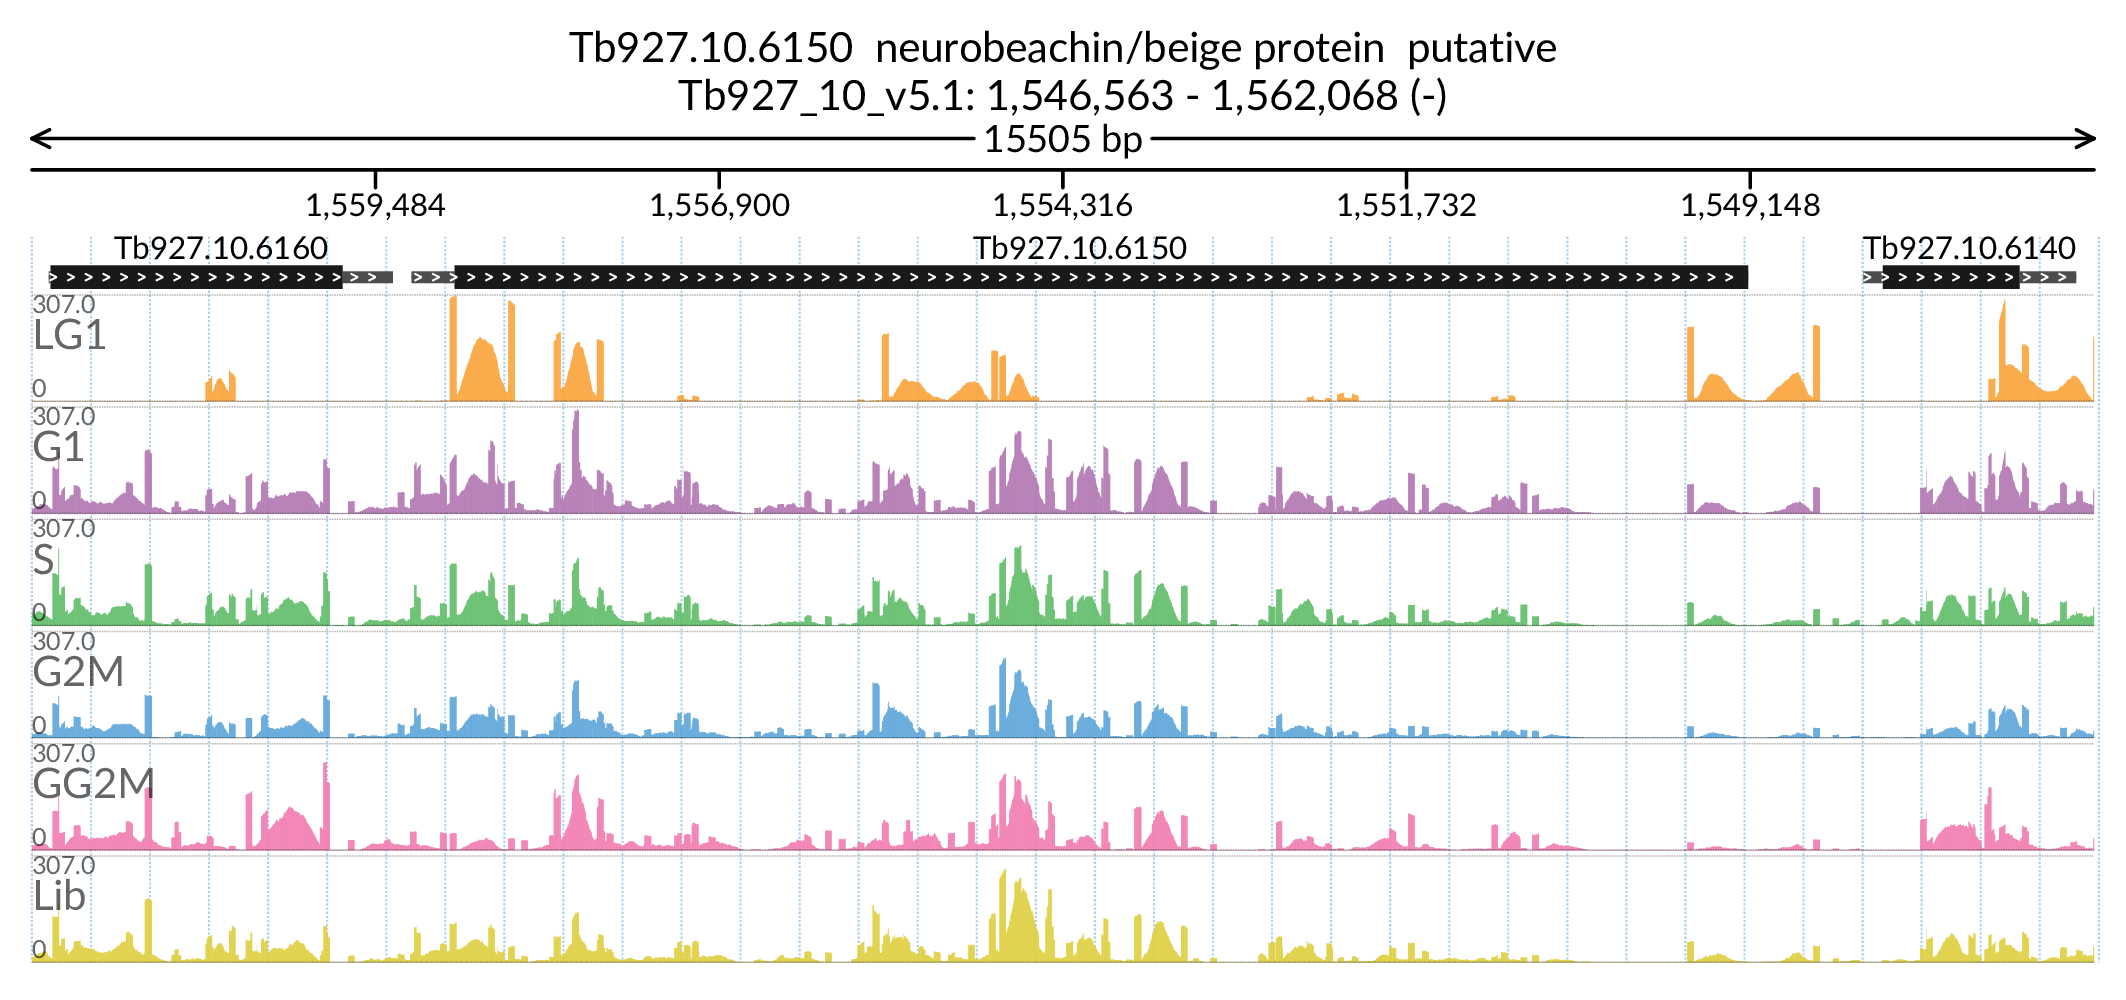 Tb927.10.6150  neurobeachin/beige protein  putative
Tb927_10_v5.1: 1,546,563 - 1,562,068 (-)
15505 bp
1,559,484 1,556,900 1,554,316 1,551,732 1,549,148
Tb927.10.6160 Tb927.10.6150 Tb927.10.6140
307.0
LG1
0
307.0
G1
0
307.0
S
0
307.0
G2M
0
307.0
GG2M
0
307.0
Lib
0